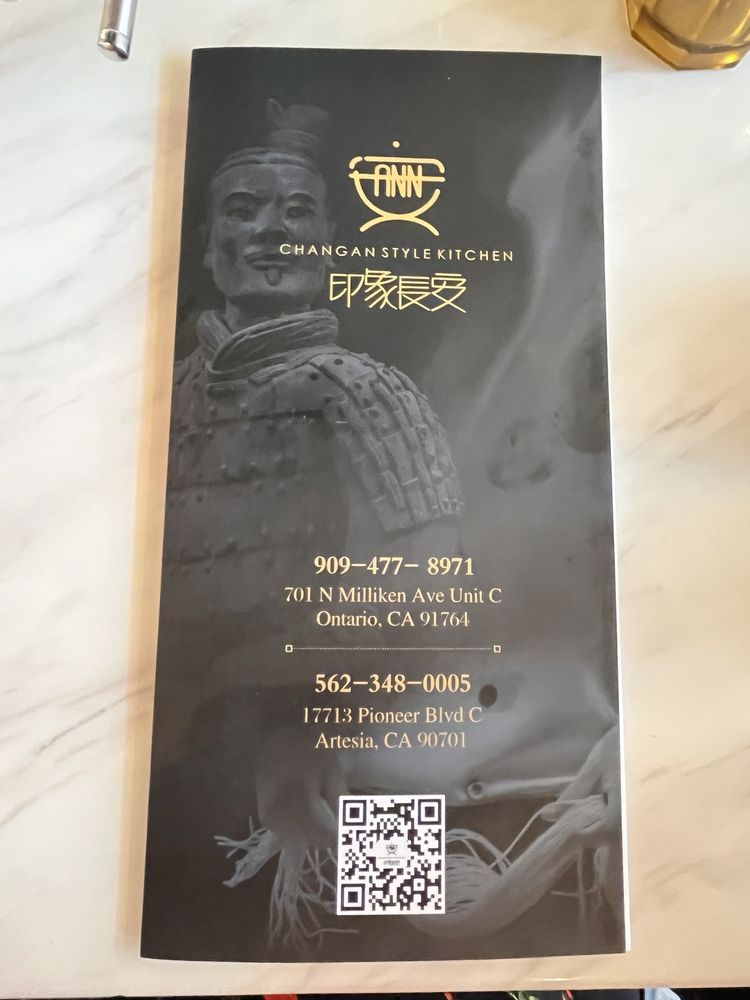 ANN
CHANGAN STYLE KITCHEN
印象長安
909-477- 8971
701 N Milliken Ave Unit C
Ontario, CA 91764
562-348-0005
17713 Pioneer Blvd C
Artesia, CA 90701